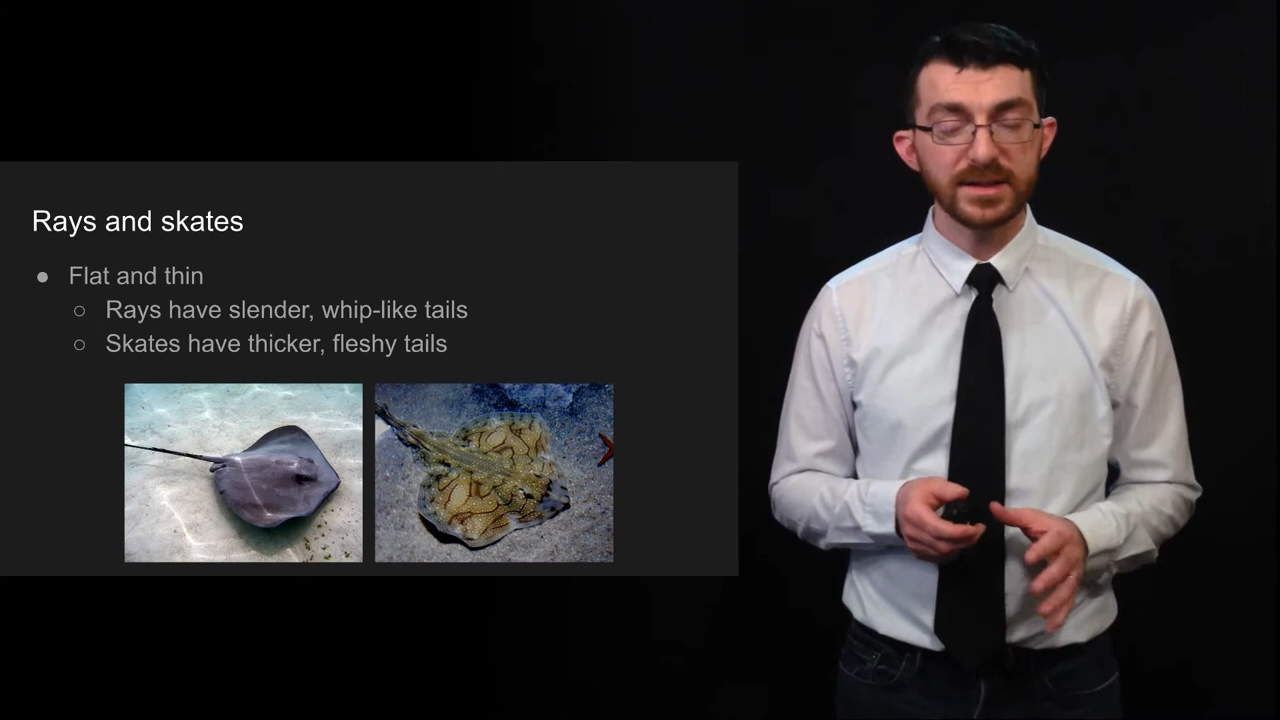 Rays and skates
● Flat and thin
○ Rays have slender, whip-like tails
○ Skates have thicker, fleshy tails